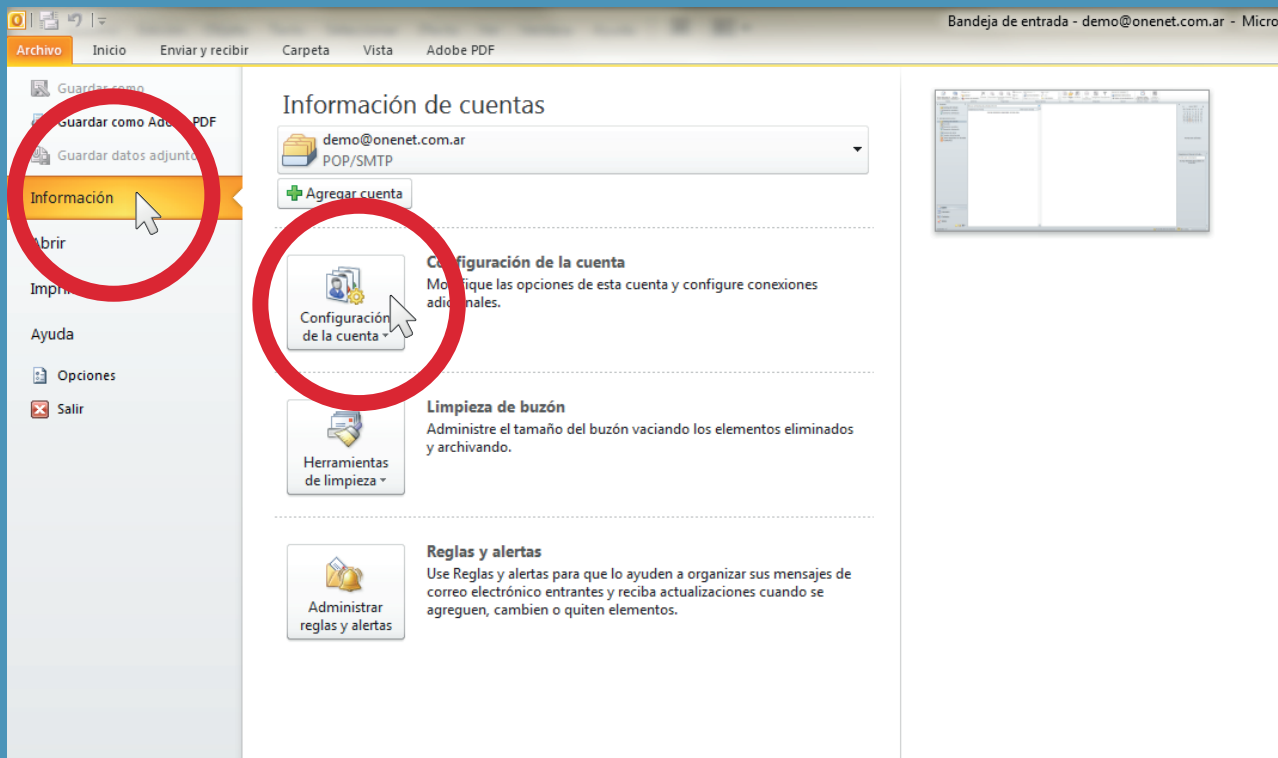 Bandeja de entrada - demo@onenet.com.ar - Micro
Archivo Inicio Enviar y recibir Carpeta Vista Adobe PDF
Guardar como
Guardar como Adobe PDF
Guardar datos adjuntos
Información
Abrir
Imprimir
Ayuda
Opciones
Salir
Información de cuentas
demo@onenet.com.ar
POP/SMTP
Agregar cuenta
Configuración
de la cuenta
Configuración de la cuenta
Modifique las opciones de esta cuenta y configure conexiones
adicionales.
Herramientas
de limpieza
Limpieza de buzón
Administre el tamaño del buzón vaciando los elementos eliminados
y archivando.
Administrar
reglas y alertas
Reglas y alertas
Use Reglas y alertas para que lo ayuden a organizar sus mensajes de
correo electrónico entrantes y reciba actualizaciones cuando se
agreguen, cambien o quiten elementos.